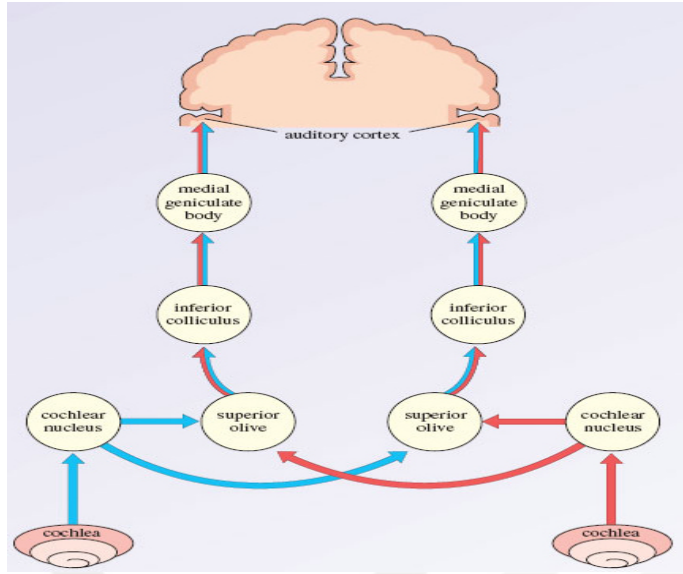 auditory cortex
medial
geniculate
body
medial
geniculate
body
inferior
colliculus
inferior
colliculus
cochlear
nucleus
superior
olive
superior
olive
cochlear
nucleus
cochlea
cochlea